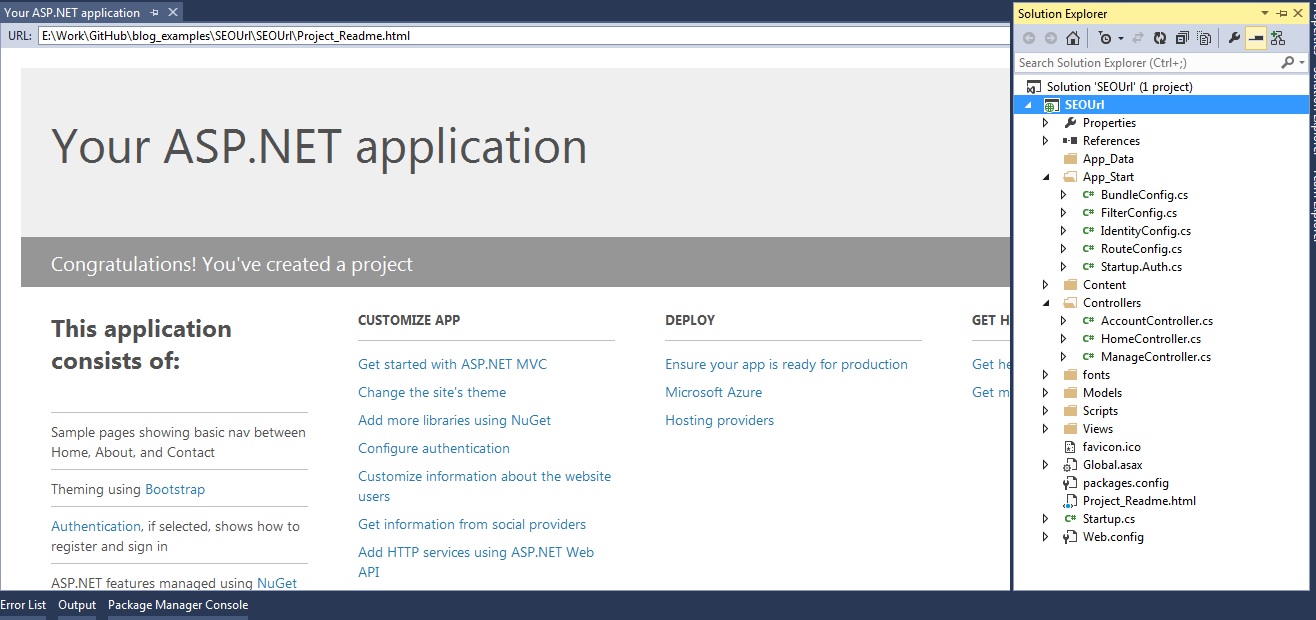 Your ASP.NET application
URL: E:\Work\GitHub\blog_examples\SEOUrl\SEOUrl\Project_Readme.html
Your ASP.NET application
Congratulations! You've created a project
This application
consists of:
Sample pages showing basic nav between
Home, About, and Contact
Theming using Bootstrap
Authentication, if selected, shows how to
register and sign in
ASP.NET features managed using NuGet
CUSTOMIZE APP
Get started with ASP.NET MVC
Change the site's theme
Add more libraries using NuGet
Configure authentication
Customize information about the website
users
Get information from social providers
Add HTTP services using ASP.NET Web
API
DEPLOY
Ensure your app is ready for production
Microsoft Azure
Hosting providers
GET H
Get he
Get m
Solution Explorer
Search Solution Explorer (Ctrl+;)
Solution 'SEOUrl' (1 project)
SEOUrl
Properties
References
App_Data
App_Start
C# BundleConfig.cs
C# FilterConfig.cs
C# IdentityConfig.cs
C# RouteConfig.cs
C# Startup.Auth.cs
Content
Controllers
C# AccountController.cs
C# HomeController.cs
C# ManageController.cs
fonts
Models
Scripts
Views
favicon.ico
Global.asax
packages.config
Project_Readme.html
C# Startup.cs
Web.config
Error List Output Package Manager Console